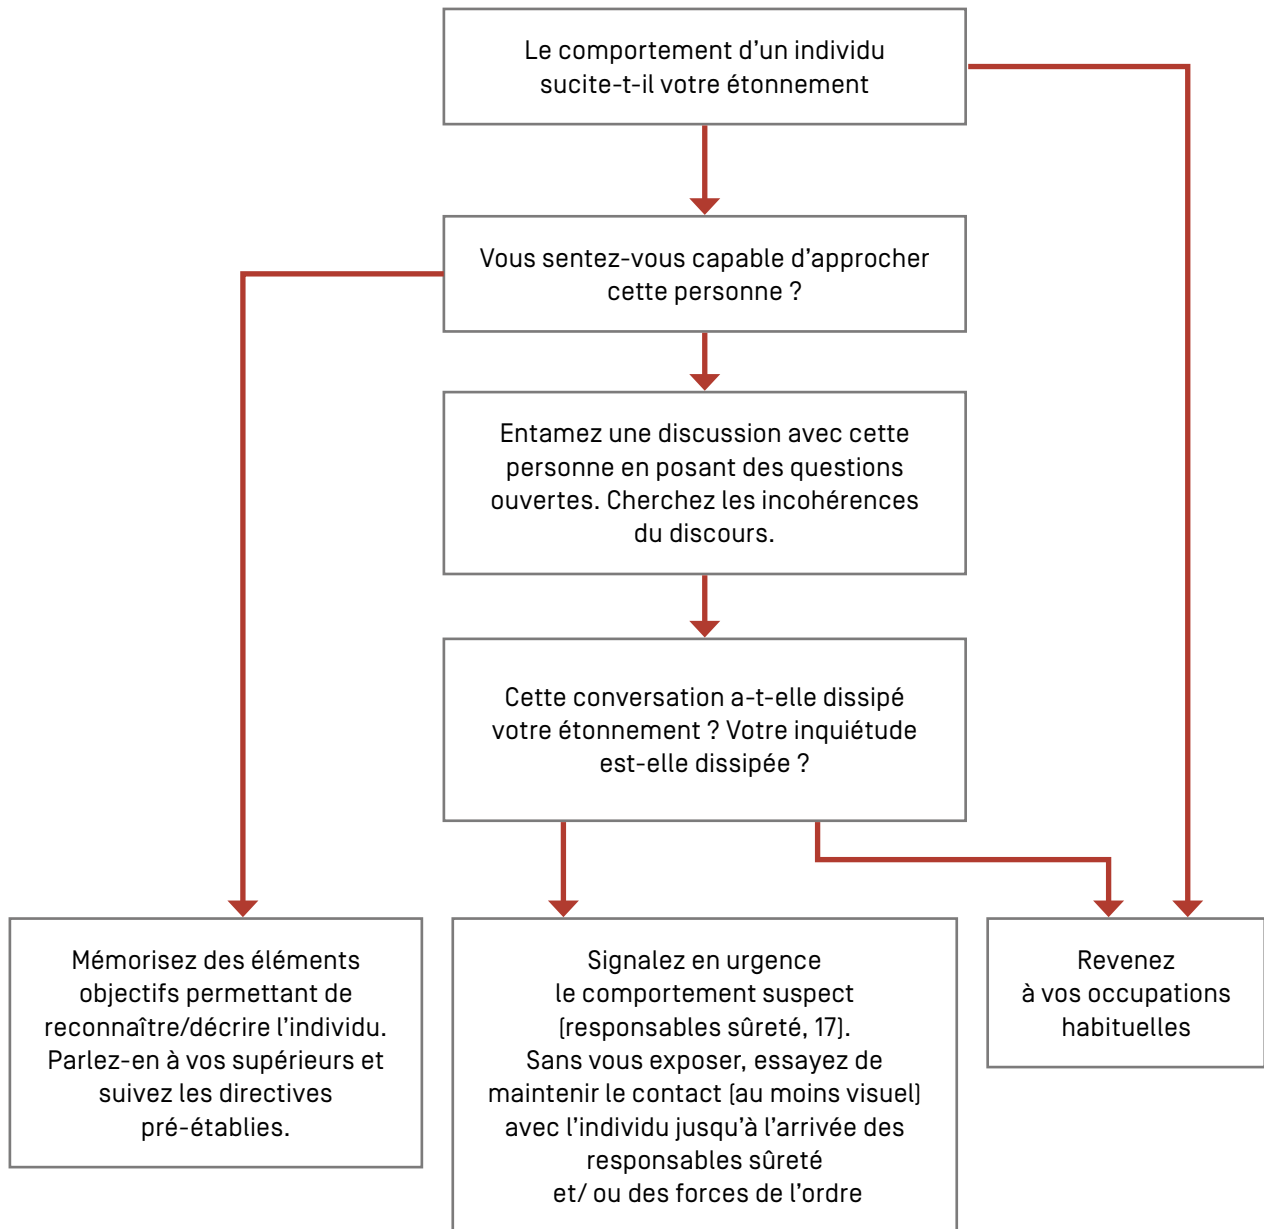 Le comportement d’un individu
sucite-t-il votre étonnement
Vous sentez-vous capable d’approcher
cette personne ?
Entamez une discussion avec cette
personne en posant des questions
ouvertes. Cherchez les incohérences
du discours.
Cette conversation a-t-elle dissipé
votre étonnement ? Votre inquiétude
est-elle dissipée ?
Mémorisez des éléments
objectifs permettant de
reconnaître/décrire l’individu.
Parlez-en à vos supérieurs et
suivez les directives
pré-établies.
Signalez en urgence
le comportement suspect
(responsables sûreté, 17).
Sans vous exposer, essayez de
maintenir le contact (au moins visuel)
avec l’individu jusqu’à l’arrivée des
responsables sûreté
et/ ou des forces de l’ordre
Revenez
à vos occupations
habituelles